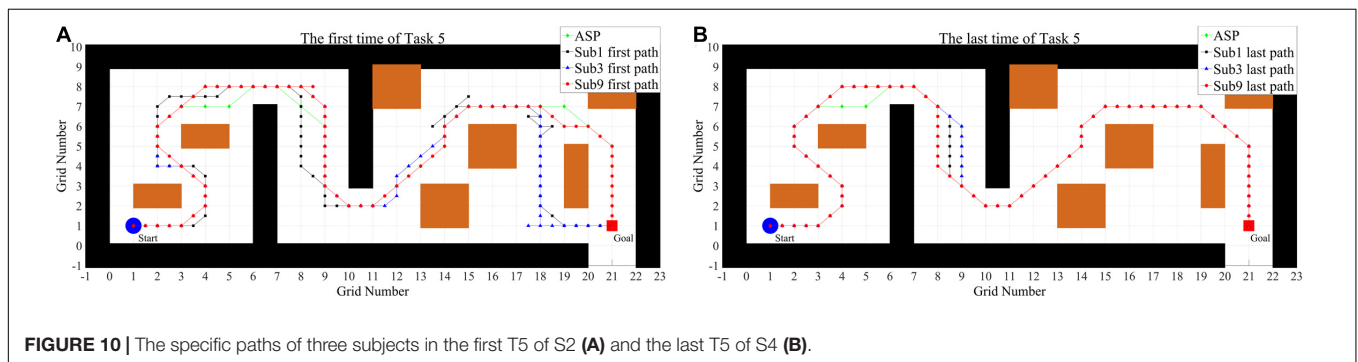 A
The first time of Task 5
ASP
Sub1 first path
Sub3 first path
Sub9 first path
10
9
8
7
6
5
4
3
2
1
0
-1
Grid Number
Start
Goal
-1 0 1 2 3 4 5 6 7 8 9 10 11 12 13 14 15 16 17 18 19 20 21 22 23
Grid Number
B
The last time of Task 5
ASP
Sub1 last path
Sub3 last path
Sub9 last path
10
9
8
7
6
5
4
3
2
1
0
-1
Grid Number
Start
Goal
-1 0 1 2 3 4 5 6 7 8 9 10 11 12 13 14 15 16 17 18 19 20 21 22 23
Grid Number
FIGURE 10 | The specific paths of three subjects in the first T5 of S2 (A) and the last T5 of S4 (B).